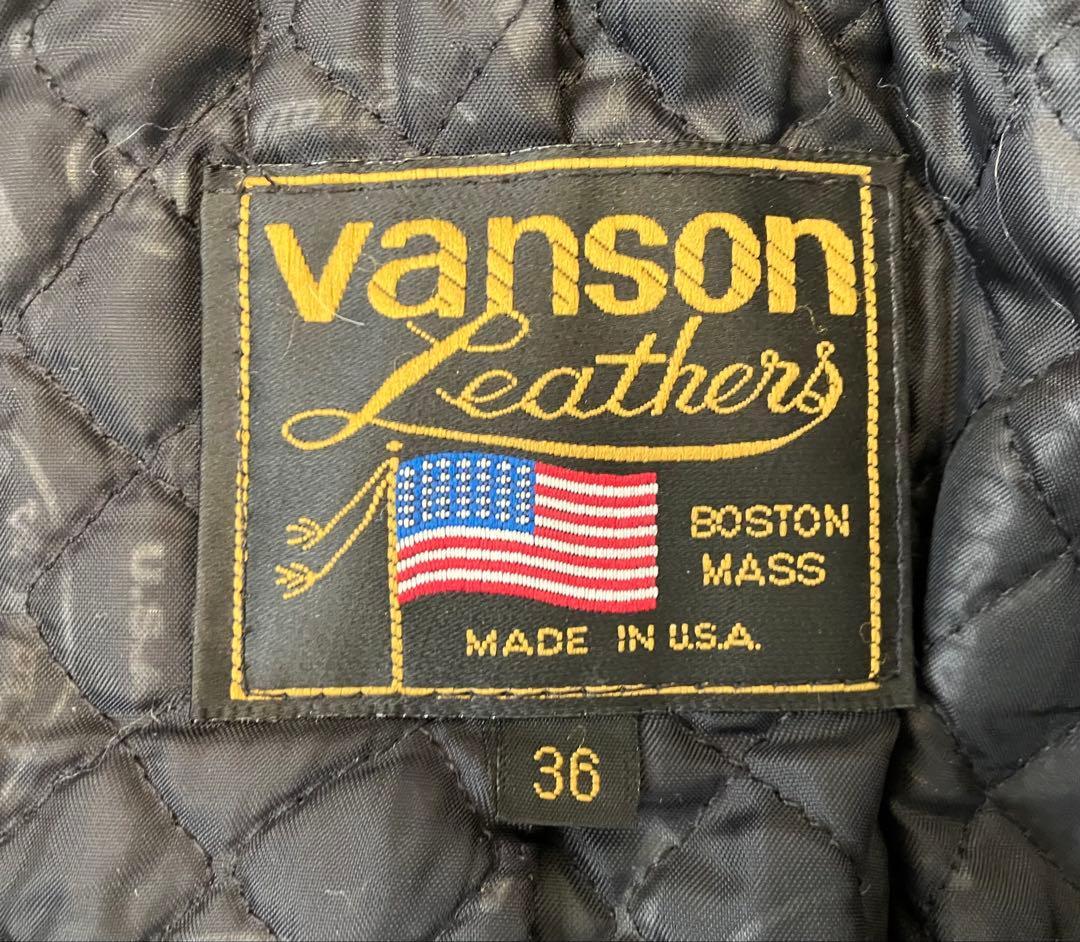 vanson
Leathers
BOSTON
MASS
MADE IN U.S.A.
36